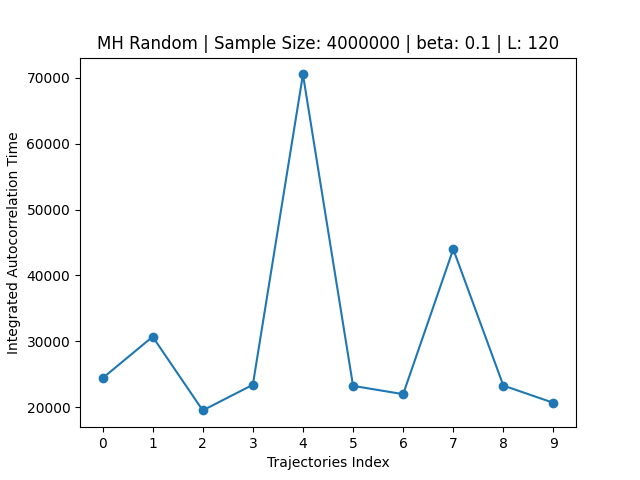 MH Random | Sample Size: 4000000 | beta: 0.1 | L: 120
Integrated Autocorrelation Time
70000
60000
50000
40000
30000
20000
0 1 2 3 4 5 6 7 8 9
Trajectories Index